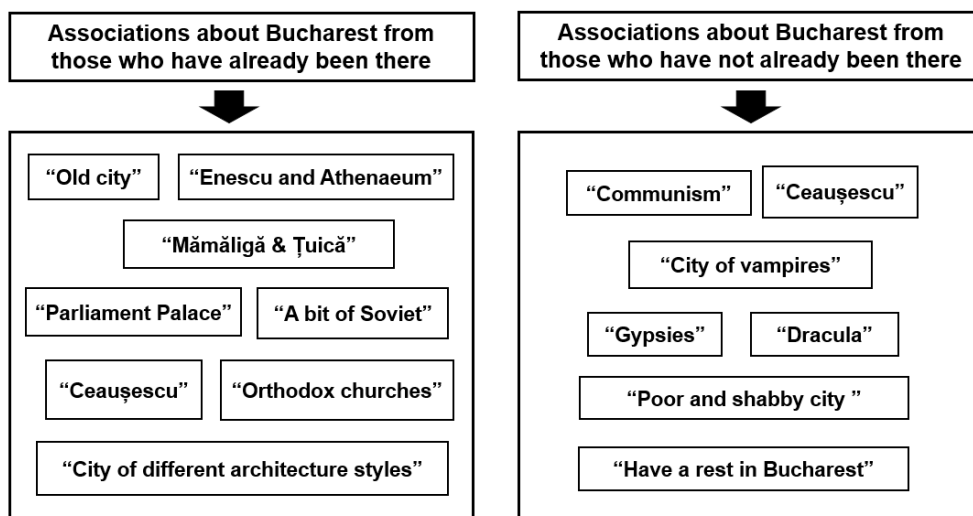 Associations about Bucharest from
those who have already been there
“Old city”
“Enescu and Athenaeum”
“Mămăligă & Țuică”
“Parliament Palace”
“A bit of Soviet”
“Ceaușescu”
“Orthodox churches”
“City of different architecture styles”
Associations about Bucharest from
those who have not already been there
“Communism”
“Ceaușescu”
“City of vampires”
“Gypsies”
“Dracula”
“Poor and shabby city ”
“Have a rest in Bucharest”